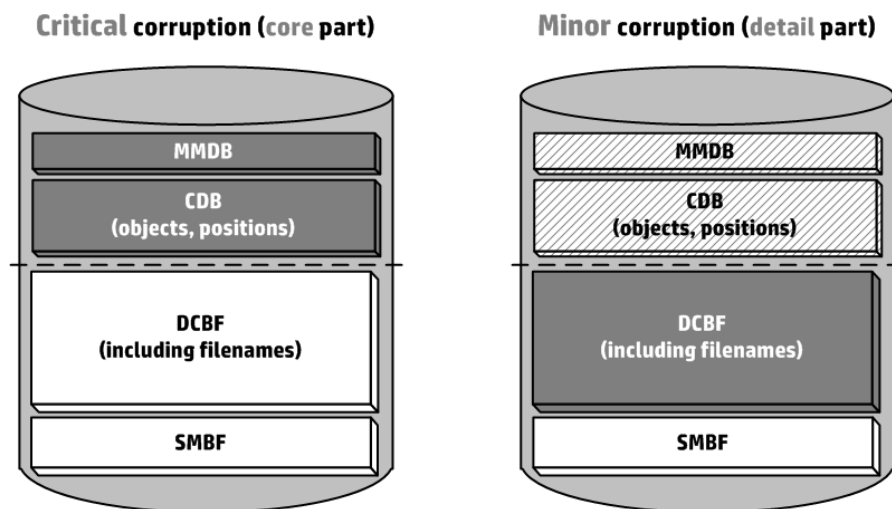 Critical corruption (core part)
MMDB
CDB
(objects, positions)
DCBF
(including filenames)
SMBF
Minor corruption (detail part)
MMDB
CDB
(objects, positions)
DCBF
(including filenames)
SMBF